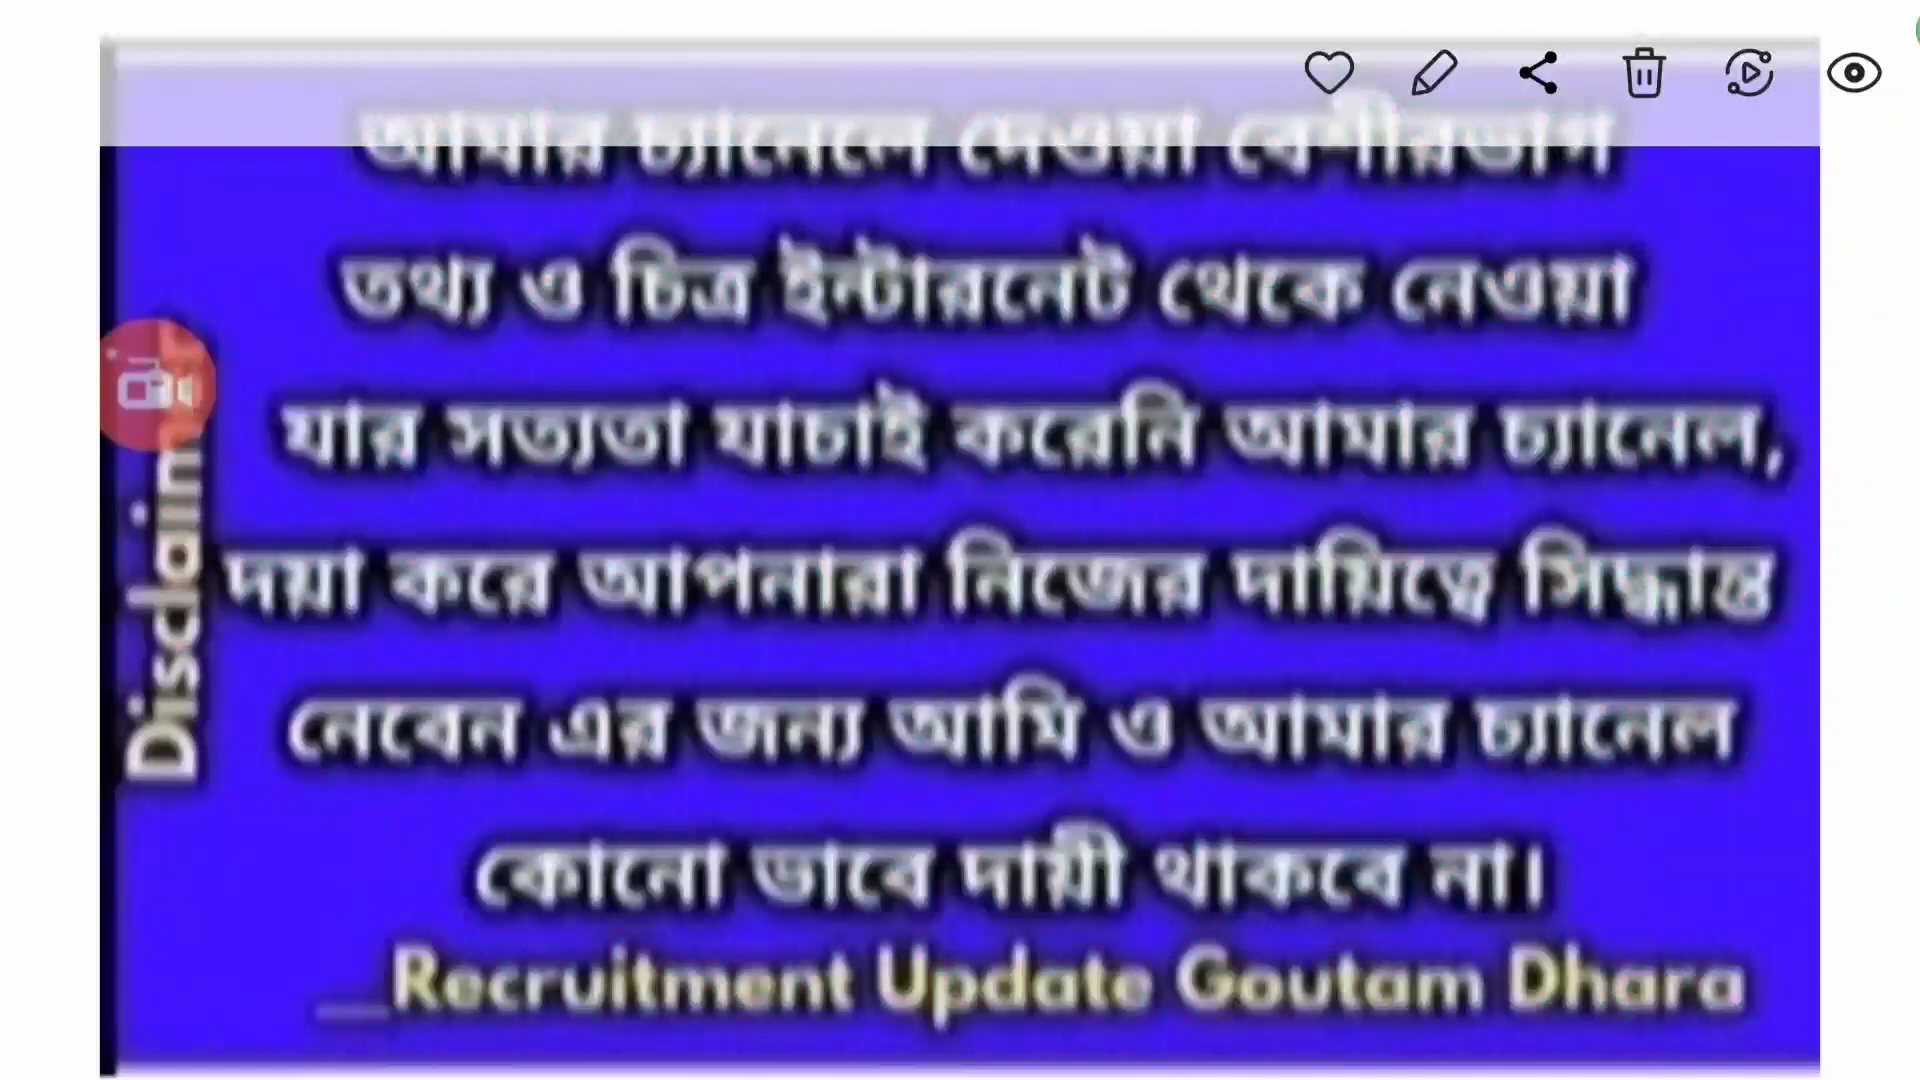 আমার চ্যানেলে দেওয়া বেশীরভাগ
তথ্য ও চিত্র ইন্টারনেট থেকে নেওয়া
যার সত্যতা যাচাই করেনি আমার চ্যানেল,
দয়া করে আপনারা নিজের দায়িত্বে সিদ্ধান্ত
নেবেন এর জন্য আমি ও আমার চ্যানেল
কোনো ভাবে দায়ী থাকবে না।
__Recruitment Update Goutam Dhara